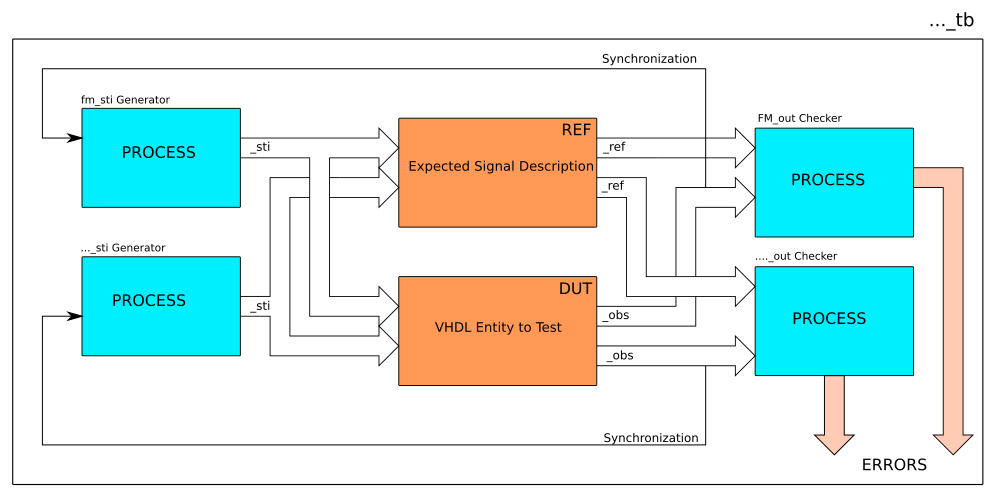 ..._tb
Synchronization
fm_sti Generator
PROCESS
_sti
REF
Expected Signal Description
_ref
_ref
FM_out Checker
PROCESS
..._sti Generator
PROCESS
_sti
DUT
VHDL Entity to Test
_obs
_obs
...._out Checker
PROCESS
Synchronization
ERRORS